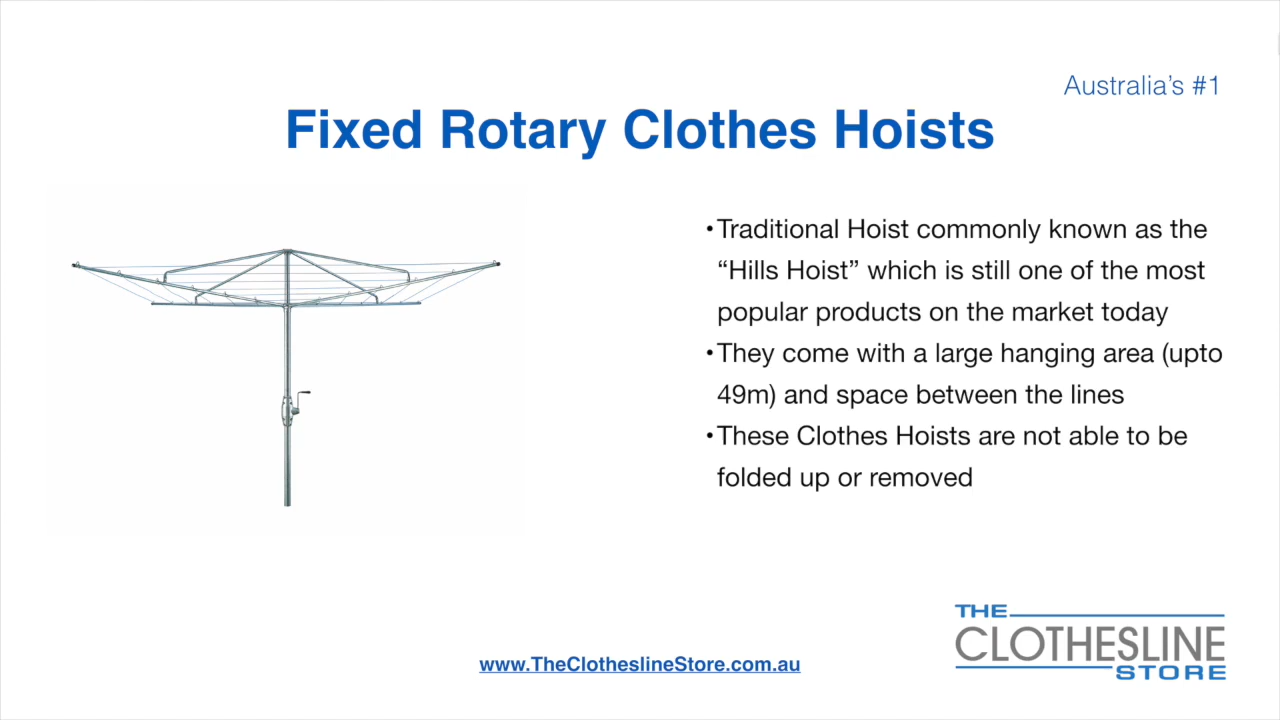 Australia's #1
Fixed Rotary Clothes Hoists
•Traditional Hoist commonly known as the
“Hills Hoist” which is still one of the most
popular products on the market today
•They come with a large hanging area (upto
49m) and space between the lines
•These Clothes Hoists are not able to be
folded up or removed
www.TheClotheslineStore.com.au
THE
CLOTHESLINE
STORE